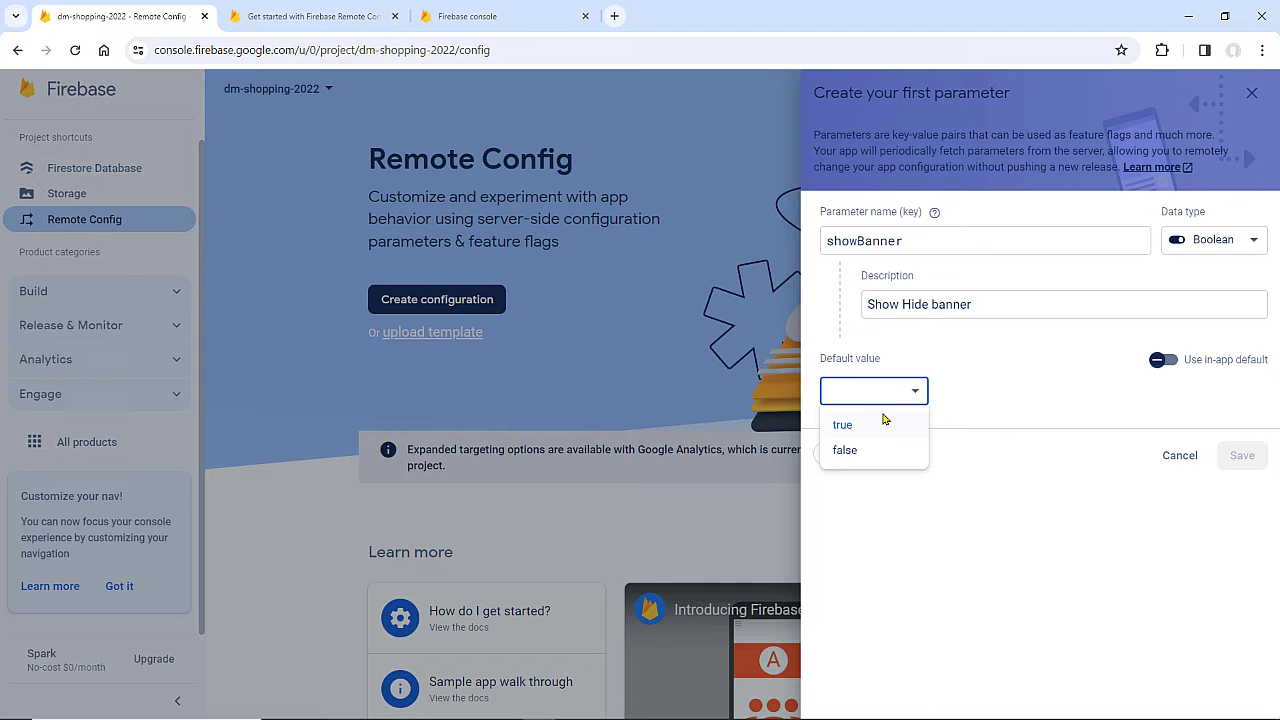 dm-shopping-2022 - Remote Config
Get started with Firebase Remote Con
Firebase console
console.firebase.google.com/u/0/project/dm-shopping-2022/config
Firebase
Project shortcuts
Firestore Database
Storage
Remote Config
Product categories
Build
Release & Monitor
Analytics
Engage
All products
Customize your nav!
You can now focus your console
experience by customizing your
navigation
Learn more
Got it
Spark
No-cost $0/month
Upgrade
dm-shopping-2022
Remote Config
Customize and experiment with app
behavior using server-side configuration
parameters & feature flags
Create configuration
Or upload template
Expanded targeting options are available with Google Analytics, which is curren
project.
Learn more
How do I get started?
View the docs
Sample app walk through
View the docs
Introducing Firebase
A
Create your first parameter
Parameters are key-value pairs that can be used as feature flags and much more.
Your app will periodically fetch parameters from the server, allowing you to remotely
change your app configuration without pushing a new release. Learn more
Parameter name (key)
Data type
showBanner
Boolean
Description
Show Hide banner
Default value
Use in-app default
true
false
Cancel
Save